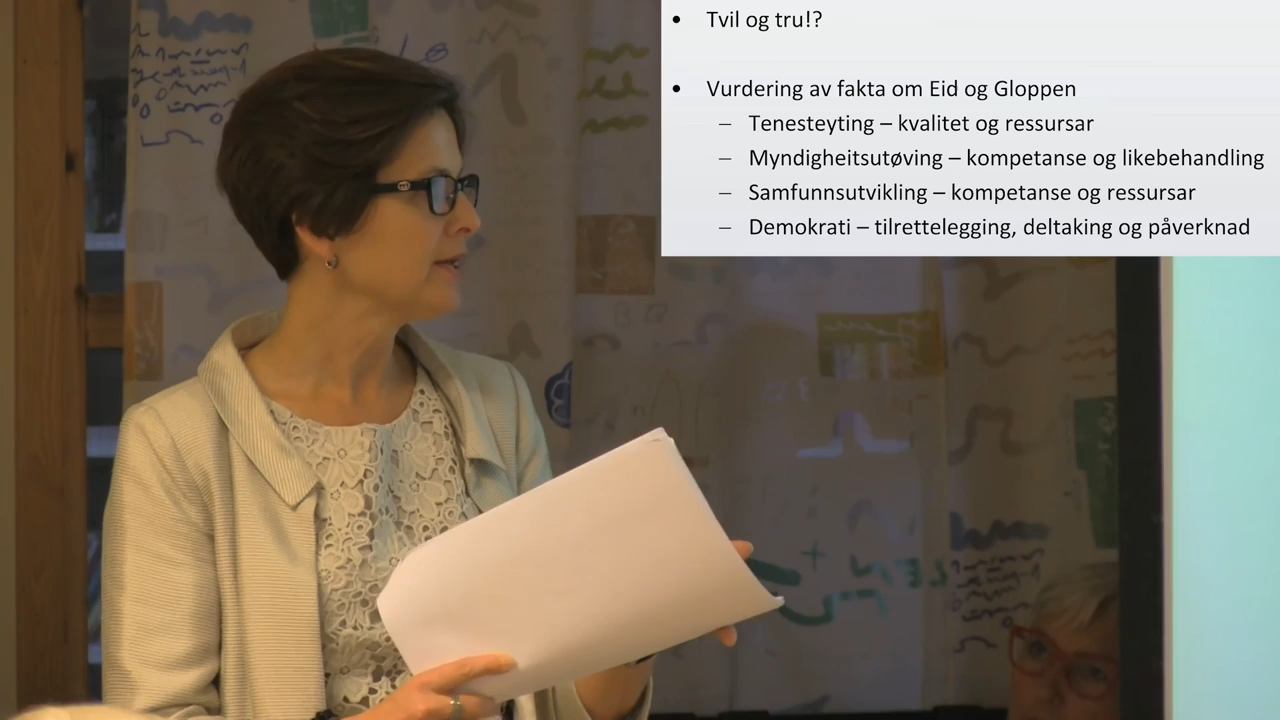 • Tvil og tru!?
• Vurdering av fakta om Eid og Gloppen
– Tenesteyting – kvalitet og ressursar
– Myndigheitsutøving – kompetanse og likebehandling
– Samfunnsutvikling – kompetanse og ressursar
– Demokrati – tilrettelegging, deltaking og påverknad